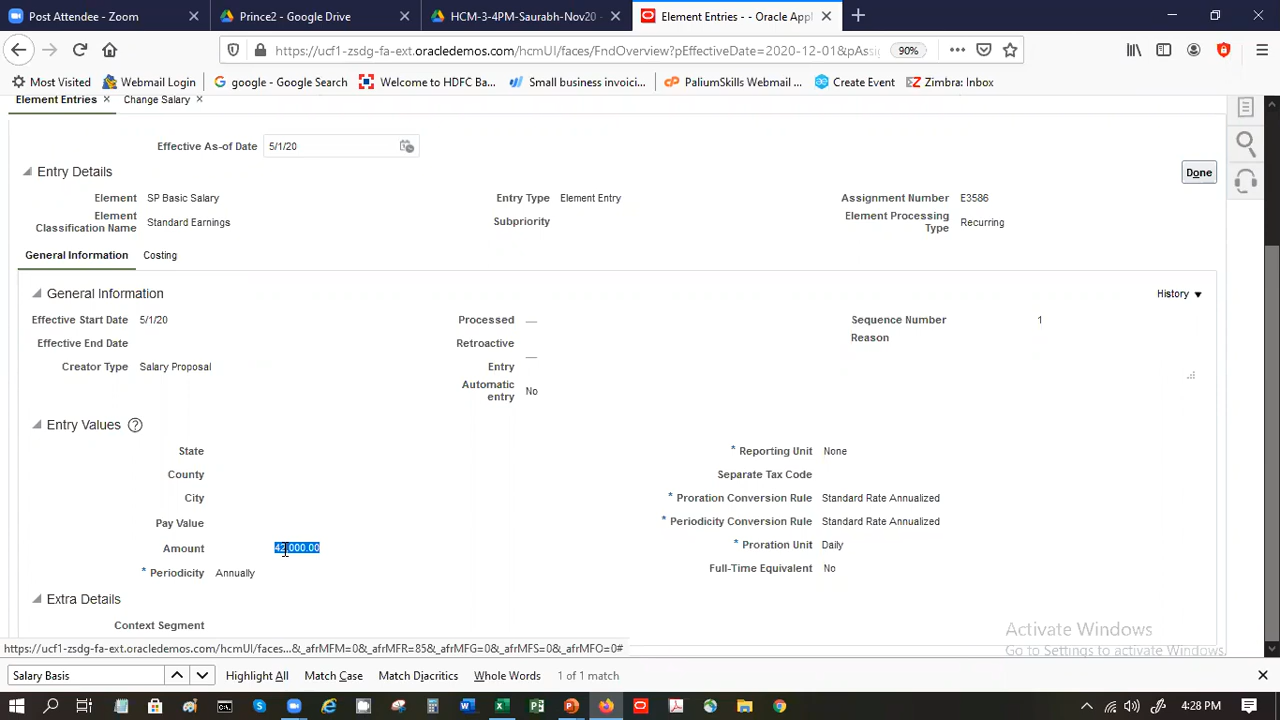 Post Attendee - Zoom
Prince2 - Google Drive
HCM-3-4PM-Saurabh-Nov20 -
Element Entries - - Oracle Appl
https://ucf1-zsdg-fa-ext.oracledemos.com/hcmUI/faces/FndOverview?pEffectiveDate=2020-12-01&pAssig
90%
Most Visited
Webmail Login
google - Google Search
Welcome to HDFC Ba...
Small business invoici...
PaliumSkills Webmail ...
Create Event
Zimbra (30)
Element Entries
Change Salary
Effective As-of Date 5/1/20
Entry Details
Done
Element SP Basic Salary
Entry Type Element Entry
Assignment Number E3586
Element Classification Name Standard Earnings
Subpriority
Element Processing Type Recurring
General Information
Costing
General Information
History
Effective Start Date 5/1/20
Processed
Sequence Number 1
Effective End Date
Retroactive Entry
Reason
Creator Type Salary Proposal
Automatic entry No
Entry Values
State
Reporting Unit None
County
Separate Tax Code
City
Proration Conversion Rule Standard Rate Annualized
Pay Value
Periodicity Conversion Rule Standard Rate Annualized
Amount 42,000.00
Proration Unit Daily
Periodicity Annually
Full-Time Equivalent No
Extra Details
Context Segment
Activate Windows
Go to Settings to activate Windows.
https://ucf1-zsdg-fa-ext.oracledemos.com/hcmUI/faces...&_afrMFM=0&_afrMFR=85&_afrMFG=0&_afrMFS=0&_afrMFO=0#
Salary Basis
Highlight All
Match Case
Match Diacritics
Whole Words
1 of 1 match
4:28 PM